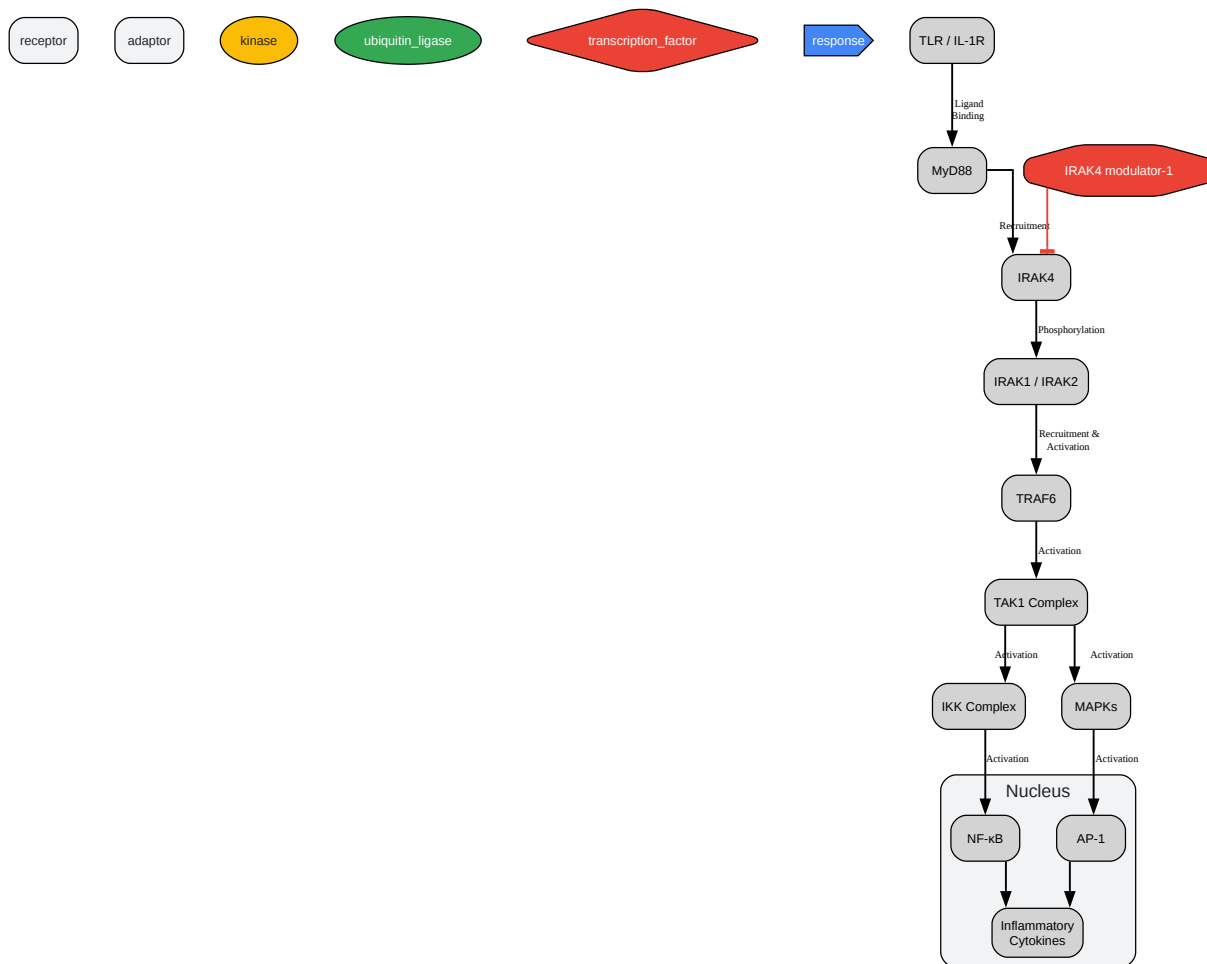 receptor
adaptor
kinase
ubiquitin_ligase
transcription_factor
response
TLR / IL-1R
Ligand
Binding
MyD88
IRAK4 modulator-1
Recruitment
IRAK4
Phosphorylation
IRAK1 / IRAK2
Recruitment &
Activation
TRAF6
Activation
TAK1 Complex
Activation
Activation
IKK Complex
MAPKs
Activation
Activation
Nucleus
NF-κB
AP-1
Inflammatory
Cytokines